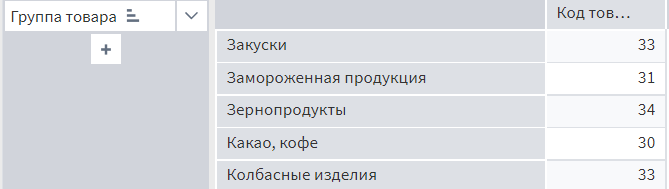 Группа товара
Код тов...
Закуски 33
Замороженная продукция 31
Зернопродукты 34
Какао, кофе 30
Колбасные изделия 33